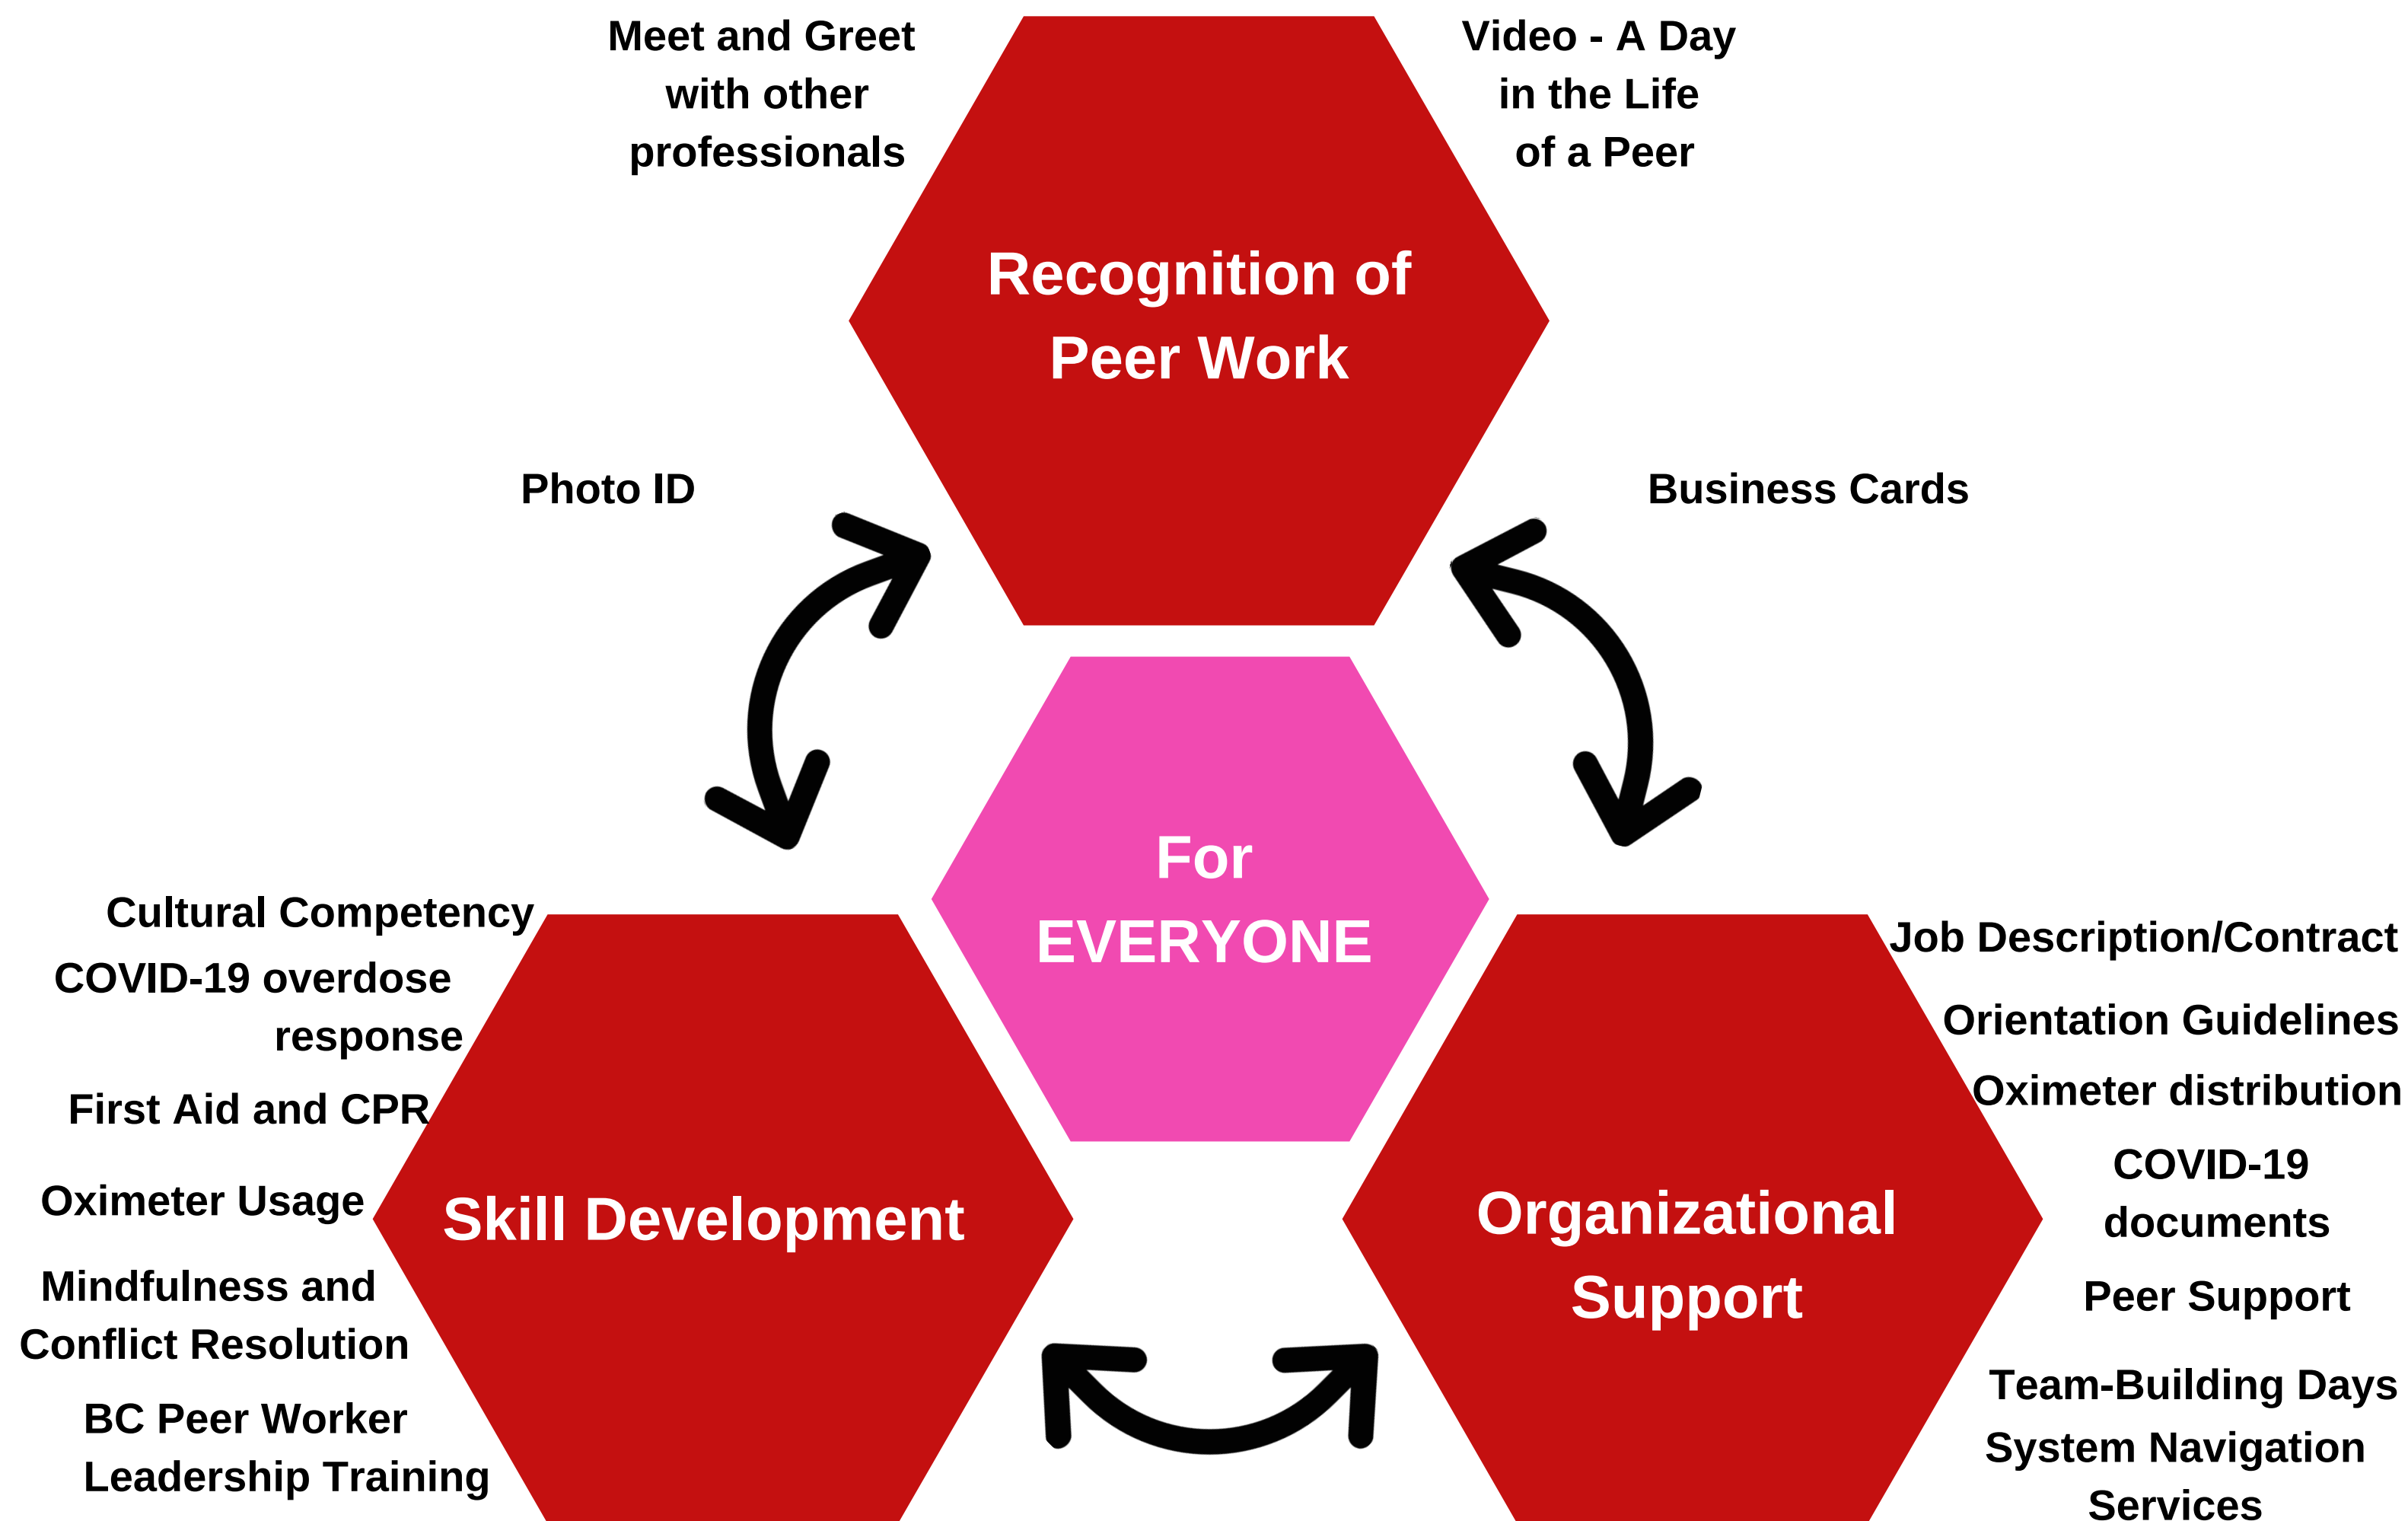 Meet and Greet
with other
professionals
Video - A Day
in the Life
of a Peer
Recognition of
Peer Work
Photo ID
Business Cards
For
EVERYONE
Cultural Competency
COVID-19 overdose
response
First Aid and CPR
Oximeter Usage
Mindfulness and
Conflict Resolution
BC Peer Worker
Leadership Training
Skill Development
Organizational
Support
Job Description/Contract
Orientation Guidelines
Oximeter distribution
COVID-19
documents
Peer Support
Team-Building Days
System Navigation
Services